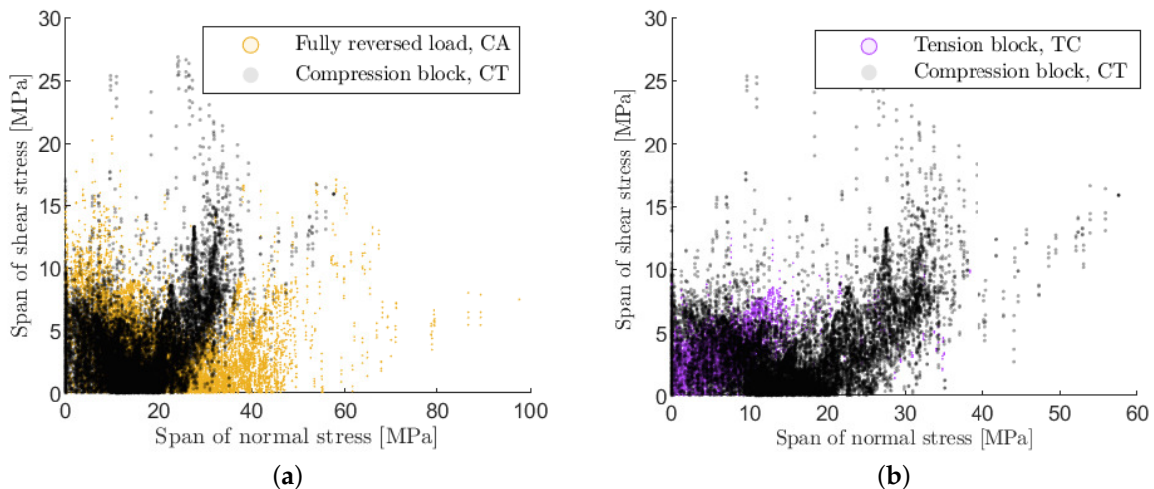 30
25
20
15
10
5
0
Span of shear stress [MPa]
Fully reversed load, CA
Compression block, CT
0 20 40 60 80 100
Span of normal stress [MPa]
(a)
30
25
20
15
10
5
0
Span of shear stress [MPa]
Tension block, TC
Compression block, CT
0 10 20 30 40 50 60
Span of normal stress [MPa]
(b)